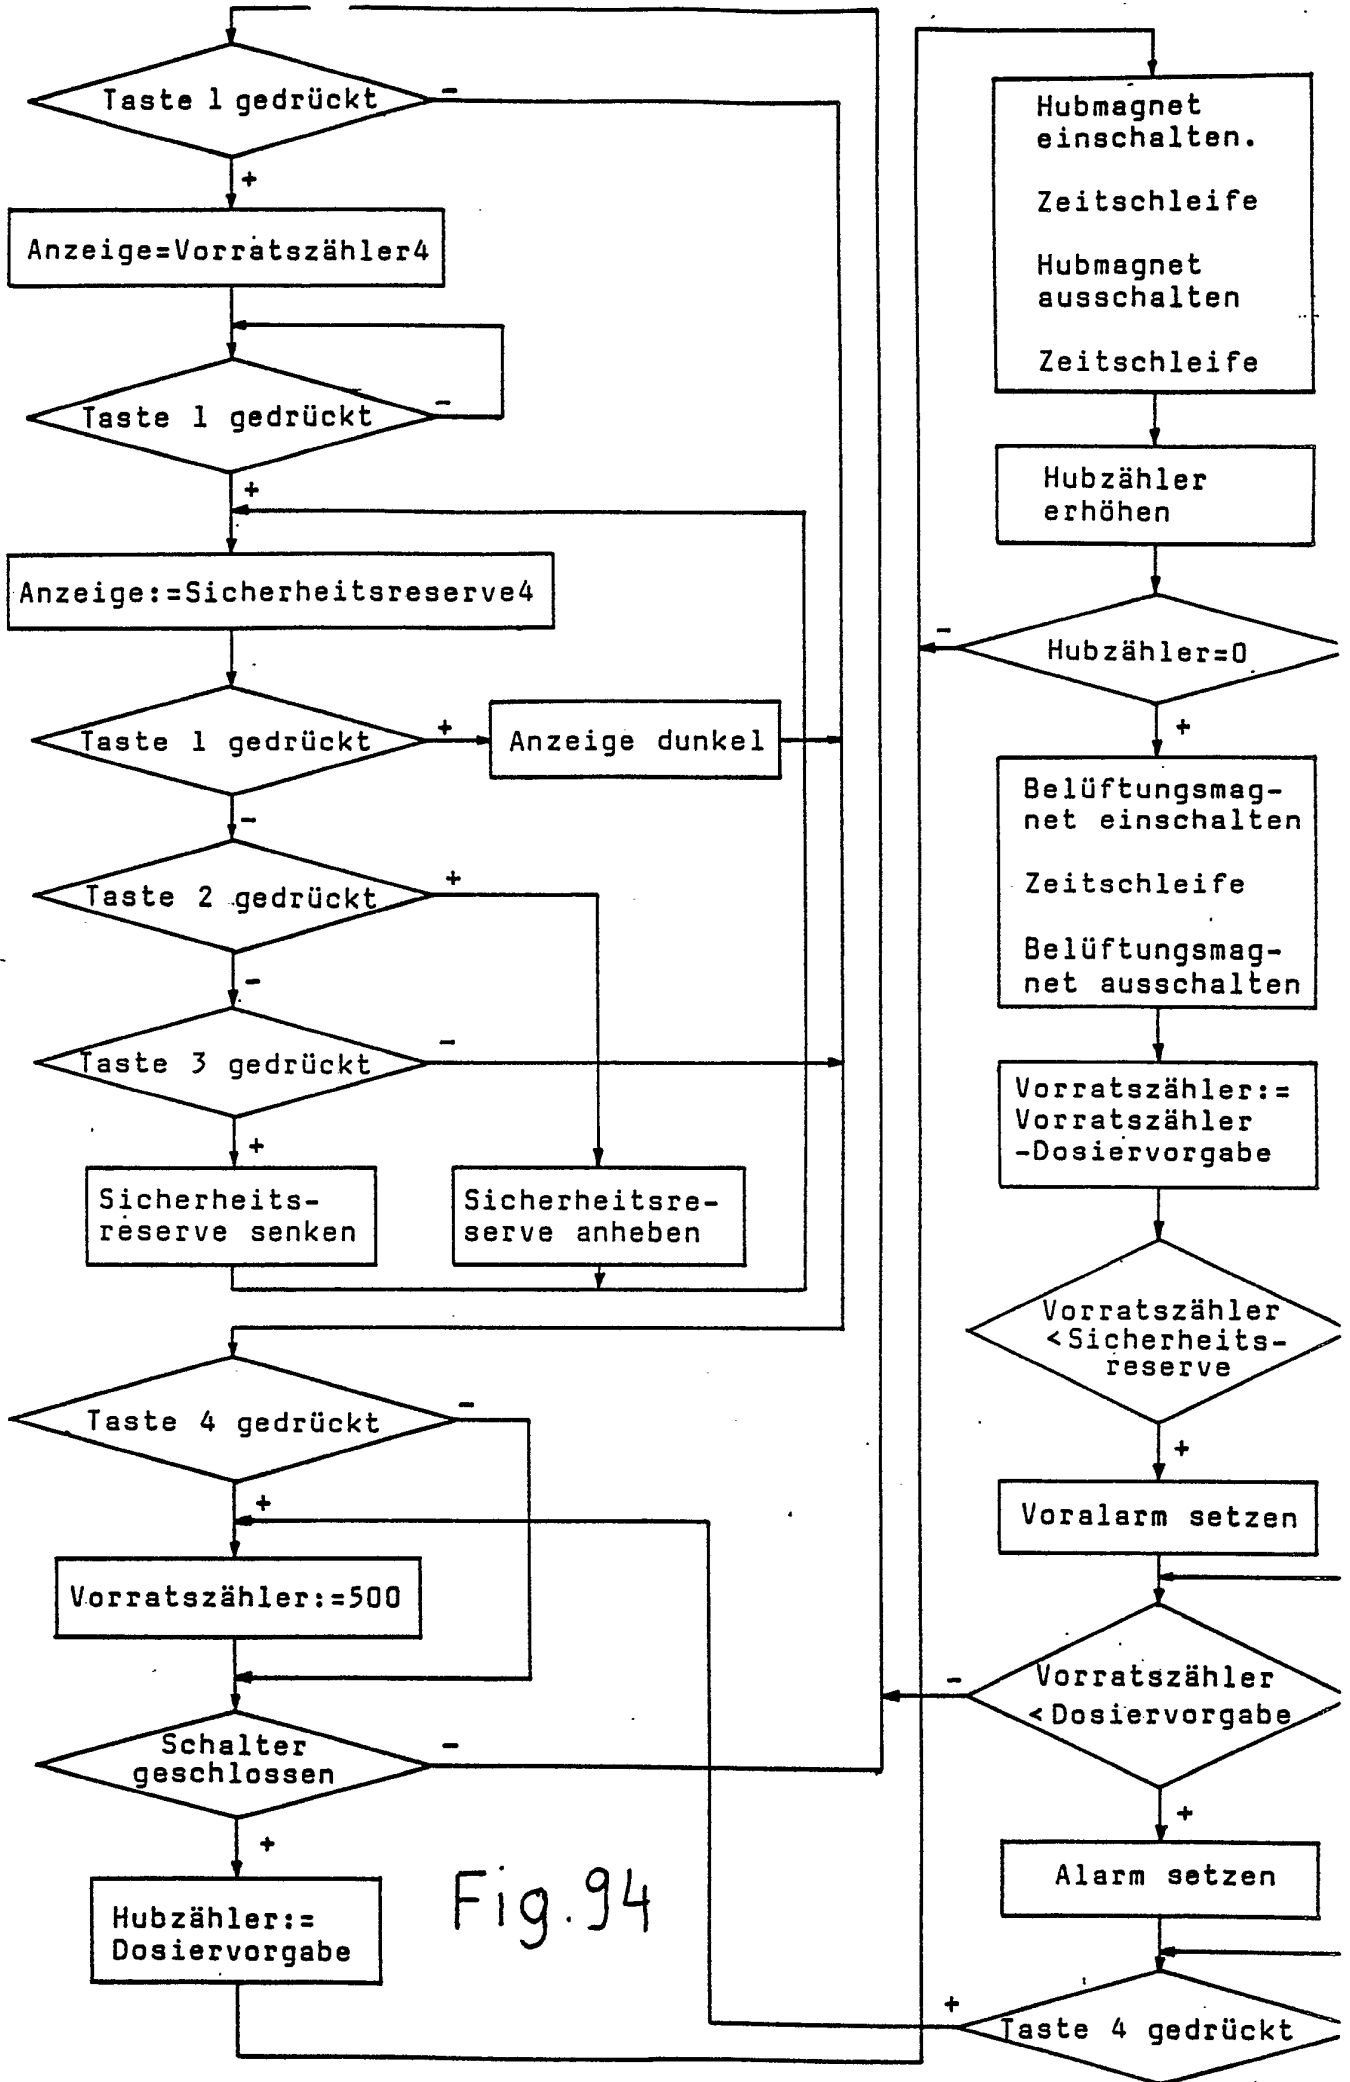 Taste 1 gedrückt
-
+
Anzeige=Vorratszähler4
Taste 1 gedrückt
-
+
Anzeige:=Sicherheitsreserve4
Taste 1 gedrückt
+
Anzeige dunkel
-
Taste 2 gedrückt
+
-
Taste 3 gedrückt
-
+
Sicherheits-
reserve senken
Sicherheitsre-
serve anheben
Taste 4 gedrückt
-
+
Vorratszähler:=500
Schalter
geschlossen
-
+
Hubzähler:=
Dosiervorgabe
Fig.94
Hubmagnet
einschalten.
Zeitschleife
Hubmagnet
ausschalten
Zeitschleife
Hubzähler
erhöhen
-
Hubzähler=0
+
Belüftungsmag-
net einschalten
Zeitschleife
Belüftungsmag-
net ausschalten
Vorratszähler:=
Vorratszähler
-Dosiervorgabe
Vorratszähler
<Sicherheits-
reserve
+
Voralarm setzen
-
Vorratszähler
<Dosiervorgabe
+
Alarm setzen
+
Taste 4 gedrückt